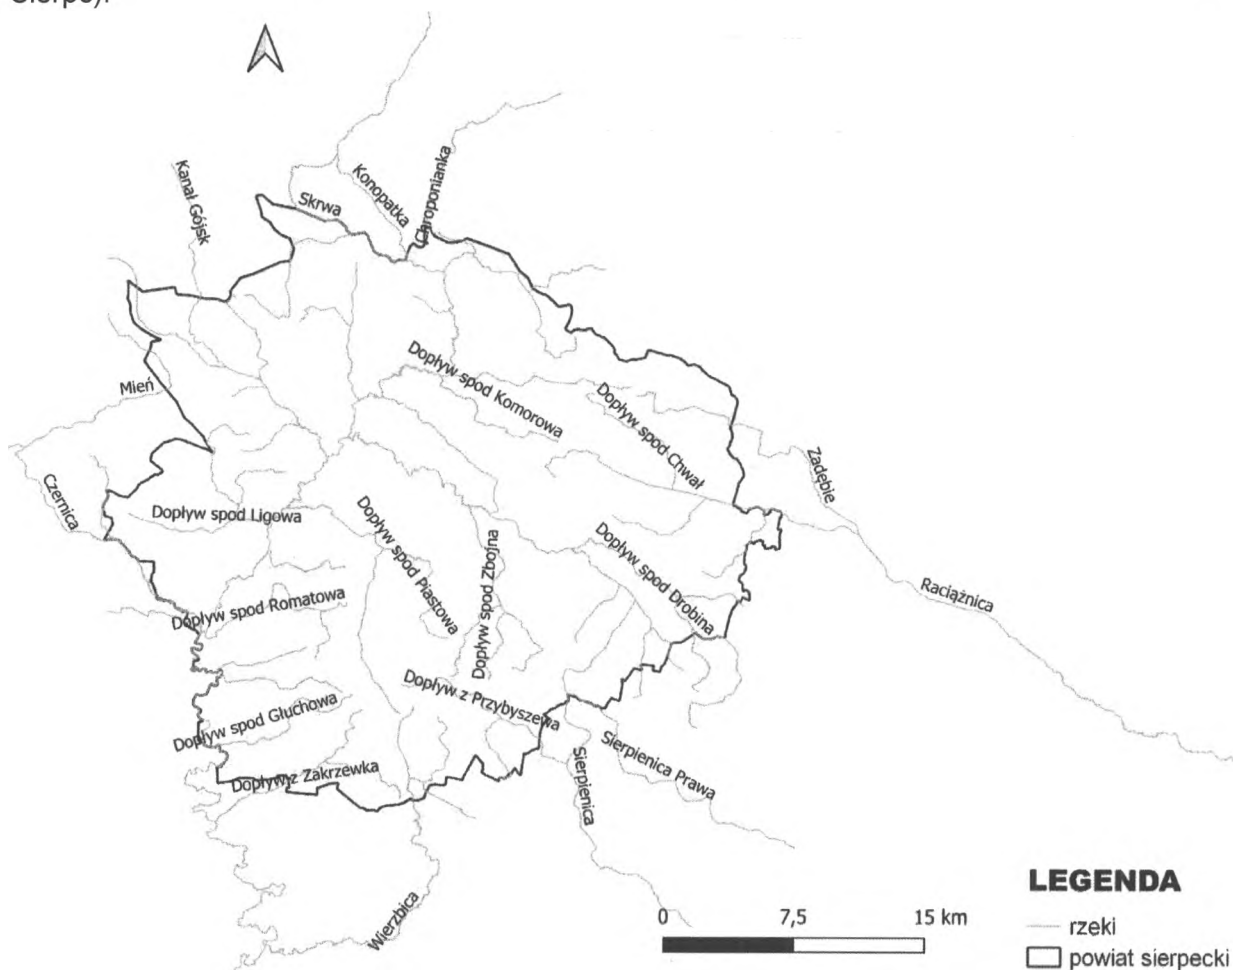 Sierpc).
Kanał Gójsk
Skrwa
Konopatka
Chroponianka
Mień
Dopływ spod Komorowa
Dopływ spod Chwał
Zadębie
Czernica
Dopływ spod Ligowa
Dopływ spod Piastowa
Dopływ spod Zbojna
Dopływ spod Drobina
Raciążnica
Dopływ spod Romatowa
Dopływ z Przybyszewa
Dopływ spod Głuchowa
Sierpienica Prawa
Sierpienica
Dopływ z Zakrzewka
Wierzbica
LEGENDA
0 7,5 15 km
rzeki
powiat sierpecki